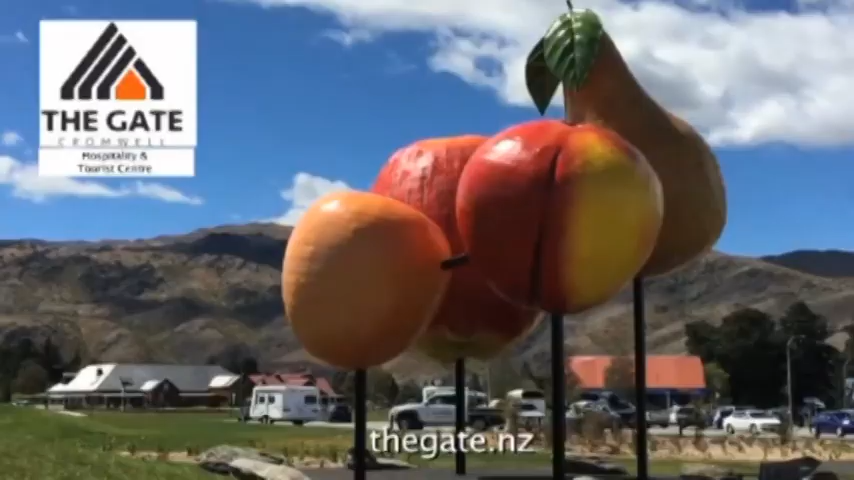 THE GATE
CROMWELL
Hospitality &
Tourist Centre
thegate.nz